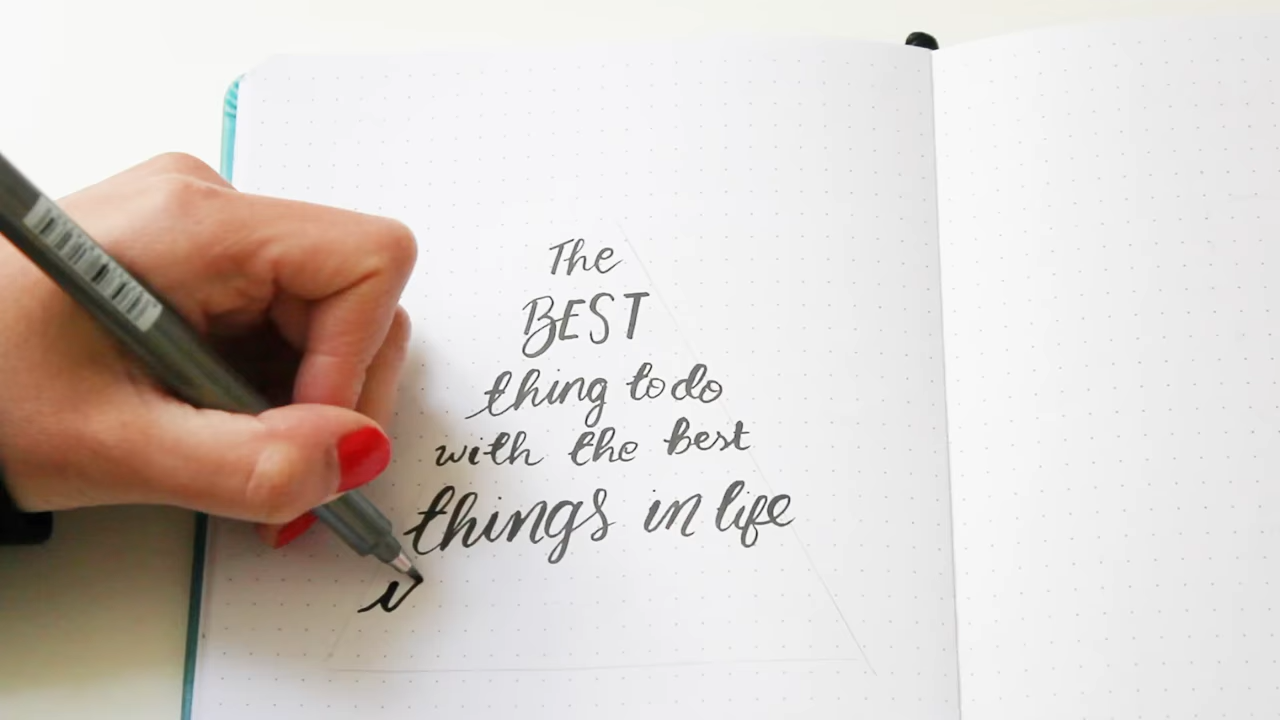 The
BEST
thing to do
with the best
things in life